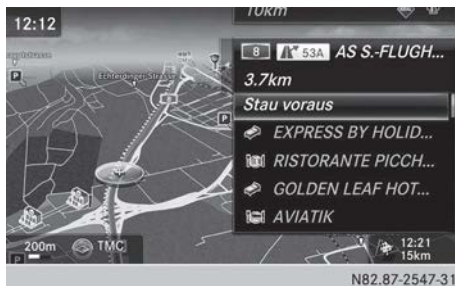 12:12
10km
8 53A AS S.-FLUGH...
3.7km
Stau voraus
EXPRESS BY HOLID...
RISTORANTE PICCH...
GOLDEN LEAF HOT...
AVIATIK
Echterdinger Strasse
P
P
200m
TMC
12:21
15km
P
N82.87-2547-31